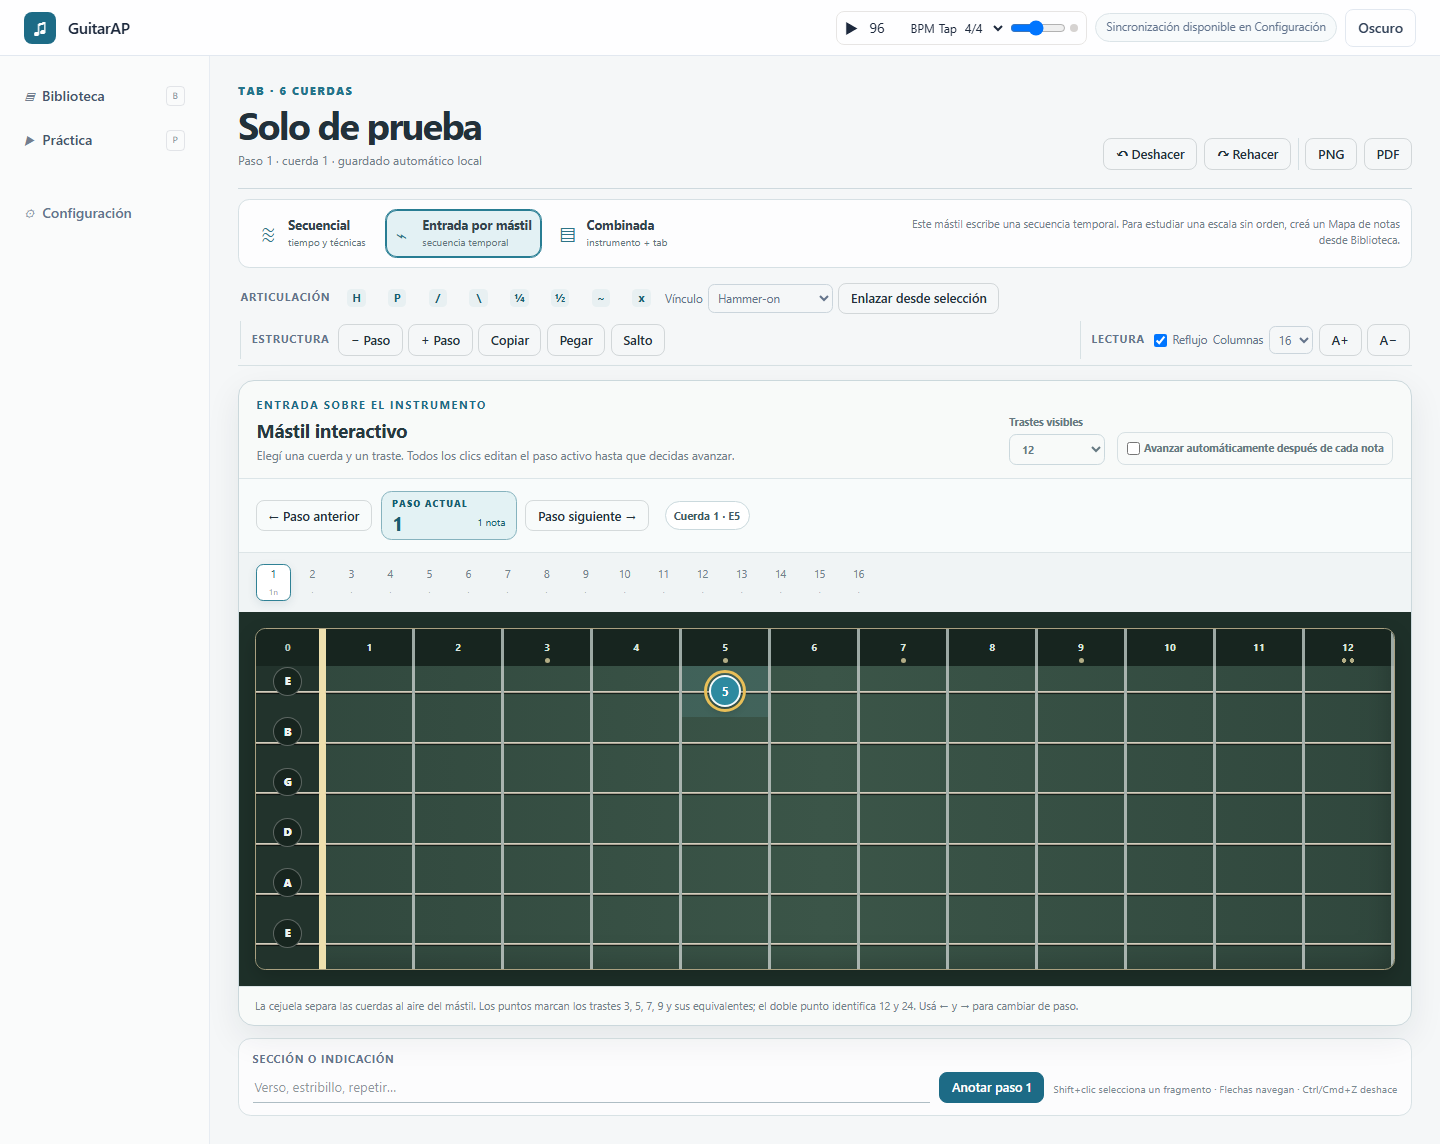 GuitarAP
96 BPM Tap 4/4
Sincronización disponible en Configuración
Oscuro
Biblioteca B
Práctica P
Configuración
TAB · 6 CUERDAS
Solo de prueba
Paso 1 · cuerda 1 · guardado automático local
↶ Deshacer
↷ Rehacer
PNG
PDF
Secuencial
tiempo y técnicas
Entrada por mástil
secuencia temporal
Combinada
instrumento + tab
Este mástil escribe una secuencia temporal. Para estudiar una escala sin orden, creá un Mapa de notas
desde Biblioteca.
ARTICULACIÓN H P / \ ¼ ½ ~ x Vínculo Hammer-on Enlazar desde selección
ESTRUCTURA − Paso + Paso Copiar Pegar Salto
LECTURA Reflujo Columnas 16 A+ A−
ENTRADA SOBRE EL INSTRUMENTO
Mástil interactivo
Elegí una cuerda y un traste. Todos los clics editan el paso activo hasta que decidas avanzar.
Trastes visibles
12
Avanzar automáticamente después de cada nota
← Paso anterior
PASO ACTUAL
1 1 nota
Paso siguiente →
Cuerda 1 · E5
1 2 3 4 5 6 7 8 9 10 11 12 13 14 15 16
1n
0 1 2 3 4 5 6 7 8 9 10 11 12
E
5
B
G
D
A
E
La cejuela separa las cuerdas al aire del mástil. Los puntos marcan los trastes 3, 5, 7, 9 y sus equivalentes; el doble punto identifica 12 y 24. Usá ← y → para cambiar de paso.
SECCIÓN O INDICACIÓN
Verso, estribillo, repetir...
Anotar paso 1
Shift+clic selecciona un fragmento · Flechas navegan · Ctrl/Cmd+Z deshace